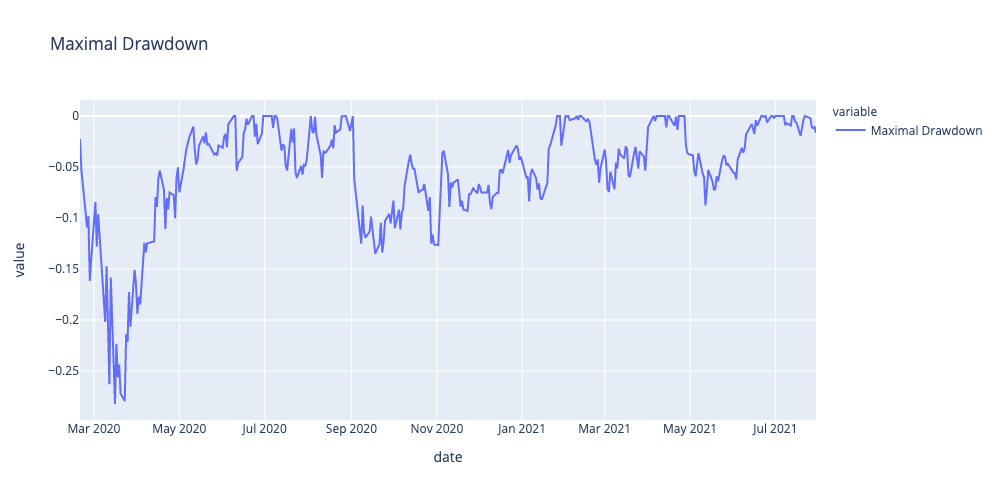 Maximal Drawdown
variable
Maximal Drawdown
value
0
−0.05
−0.1
−0.15
−0.2
−0.25
Mar 2020
May 2020
Jul 2020
Sep 2020
Nov 2020
Jan 2021
Mar 2021
May 2021
Jul 2021
date